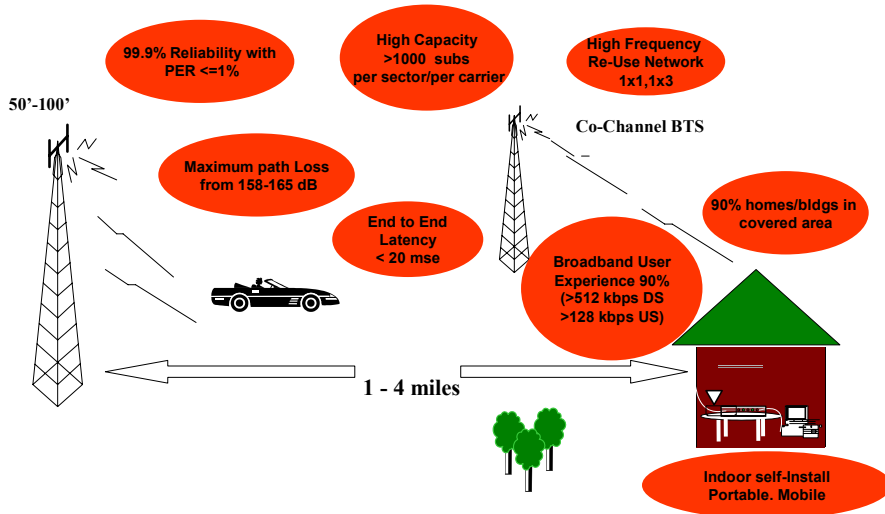 99.9% Reliability with
PER <=1%
High Capacity
>1000 subs
per sector/per carrier
High Frequency
Re-Use Network
1x1,1x3
50'-100'
Co-Channel BTS
Maximum path Loss
from 158-165 dB
90% homes/bldgs in
covered area
End to End
Latency
< 20 mse
Broadband User
Experience 90%
(>512 kbps DS
>128 kbps US)
1 - 4 miles
Indoor self-Install
Portable. Mobile